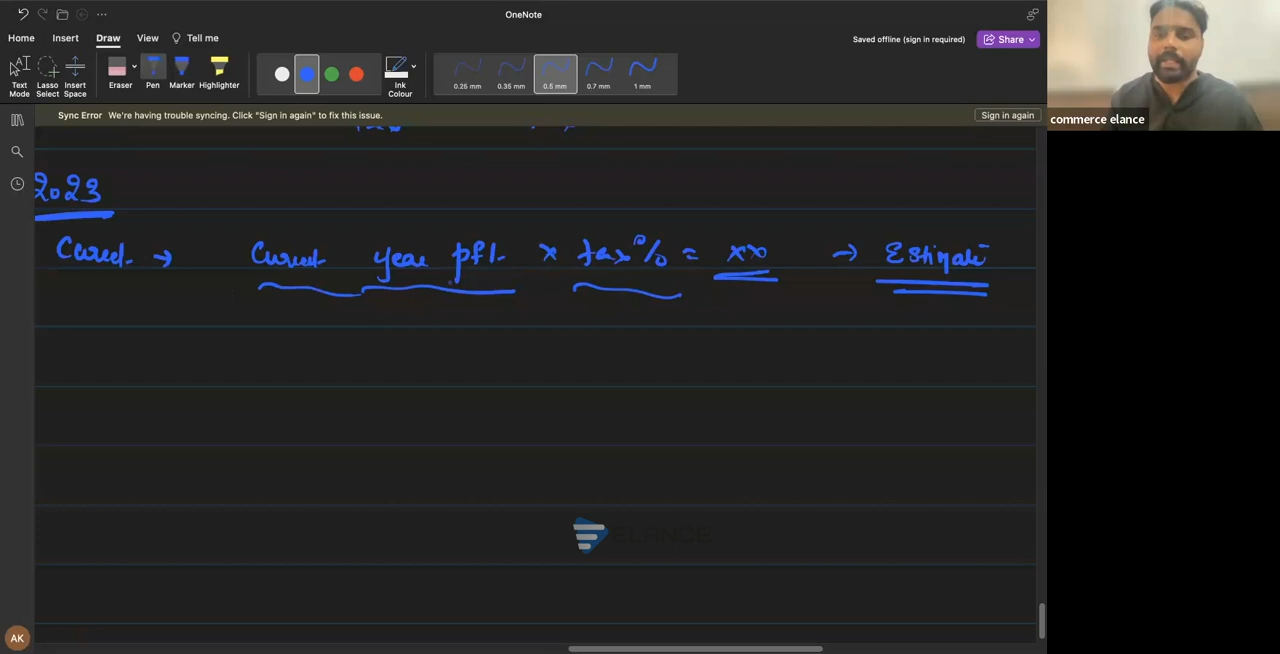 OneNote
Home Insert Draw View Tell me
Saved offline (sign in required) Share
Text Mode Lasso Select Insert Space Eraser Pen Marker Highlighter Ink Colour 0.25 mm 0.35 mm 0.5 mm 0.7 mm 1 mm
commerce elance
Sync Error We're having trouble syncing. Click "Sign in again" to fix this issue. Sign in again
2023
→ year pft. × tax % = xx → Estimate
ELANCE
AK